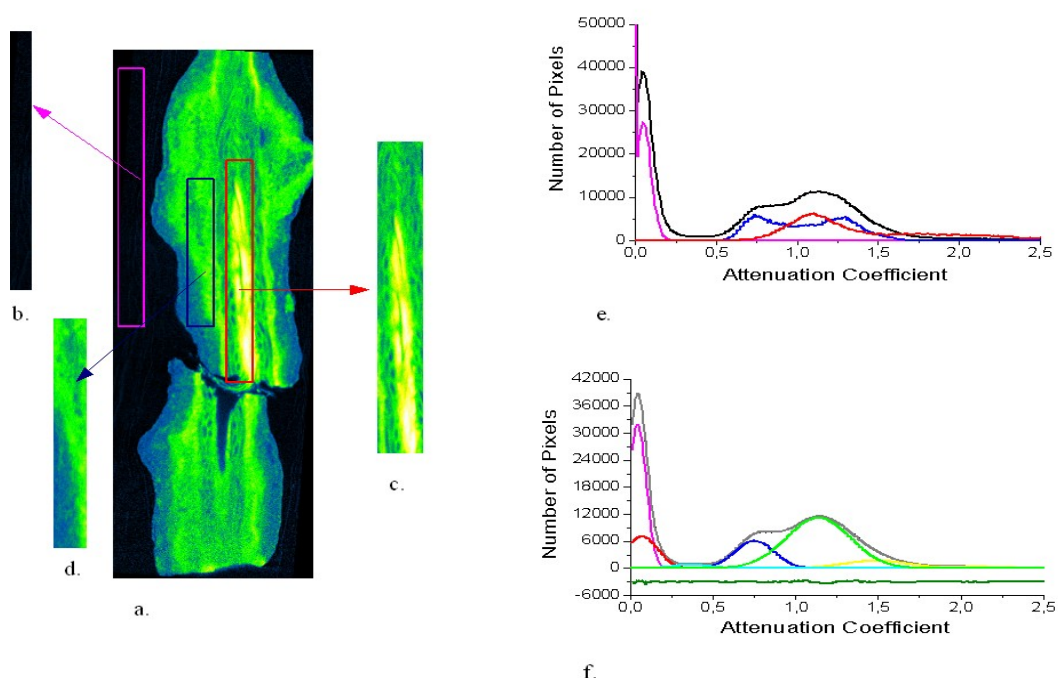 b.
d.
a.
c.
Number of Pixels
50000
40000
30000
20000
10000
0
0,0 0,5 1,0 1,5 2,0 2,5
Attenuation Coefficient
e.
Number of Pixels
42000
36000
30000
24000
18000
12000
6000
0
-6000
0,0 0,5 1,0 1,5 2,0 2,5
Attenuation Coefficient
f.